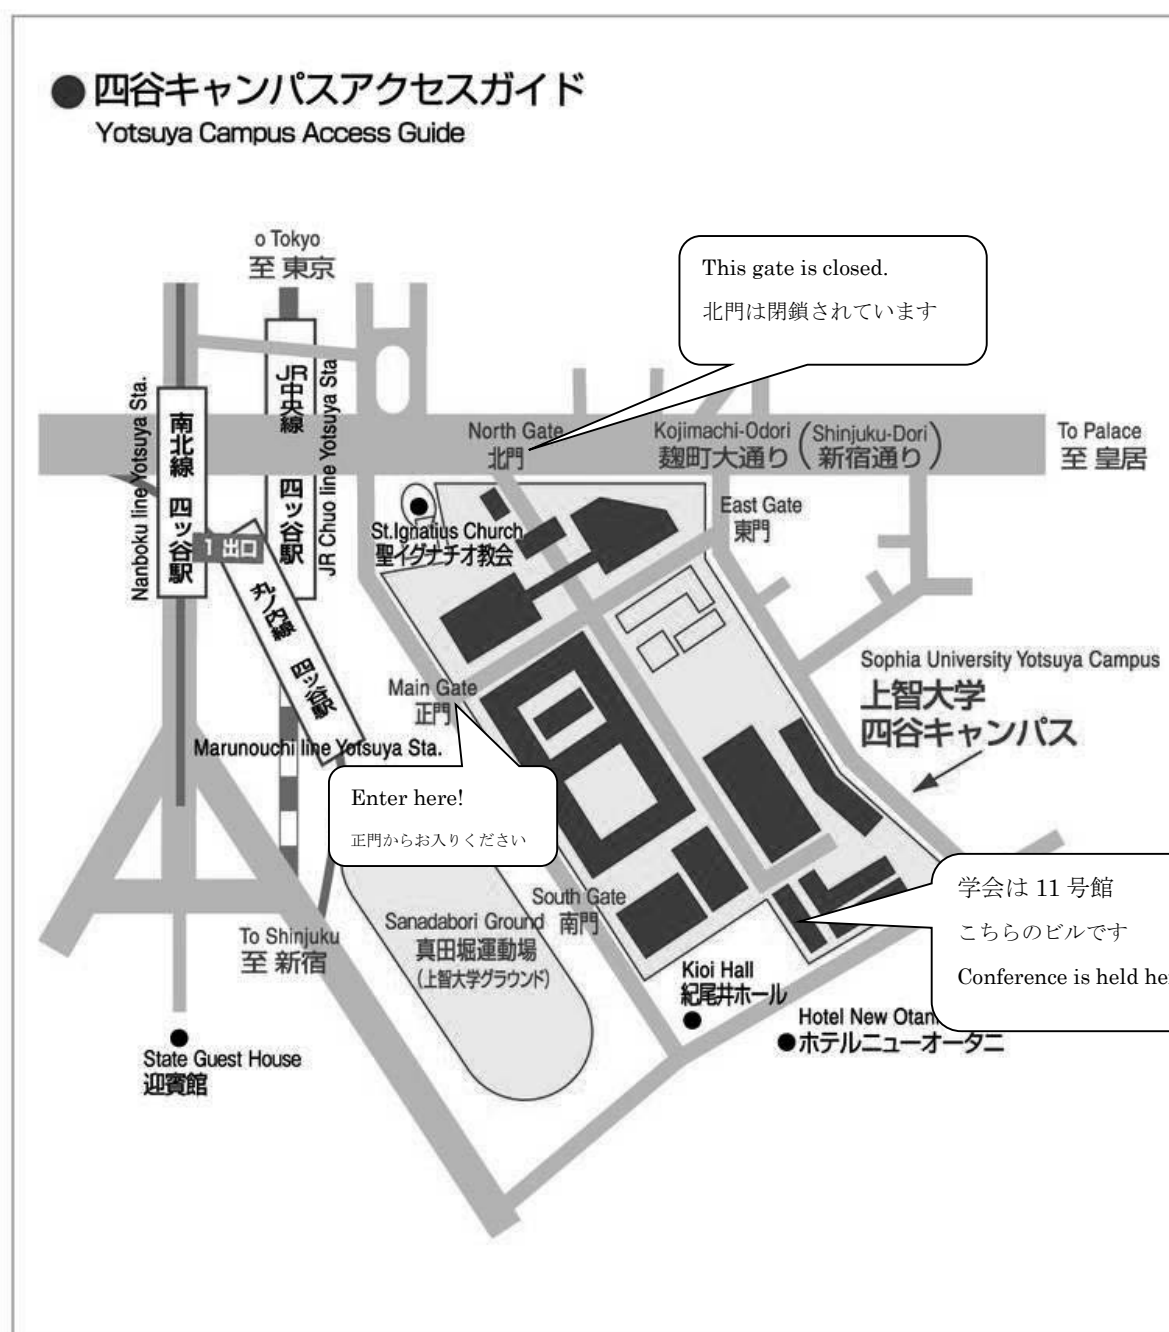 ● 四谷キャンパスアクセスガイド
Yotsuya Campus Access Guide
o Tokyo
至 東京
This gate is closed.
北門は閉鎖されています
Nanboku line Yotsuya Sta.
南北線 四ッ谷駅
JR中央線 四ッ谷駅
JR Chuo line Yotsuya Sta
North Gate
北門
Kojimachi-Odori
麹町大通り
(Shinjuku-Dori
新宿通り)
To Palace
至 皇居
East Gate
東門
St.Ignatius Church
聖イグナチオ教会
1 出口
丸ノ内線 四ッ谷駅
Marunouchi line Yotsuya Sta.
Main Gate
正門
Sophia University Yotsuya Campus
上智大学
四谷キャンパス
Enter here!
正門からお入りください
学会は 11 号館
こちらのビルです
Conference is held he
South Gate
南門
Sanadabori Ground
真田堀運動場
(上智大学グラウンド)
To Shinjuku
至 新宿
Kioi Hall
紀尾井ホール
Hotel New Otan
ホテルニューオータニ
State Guest House
迎賓館